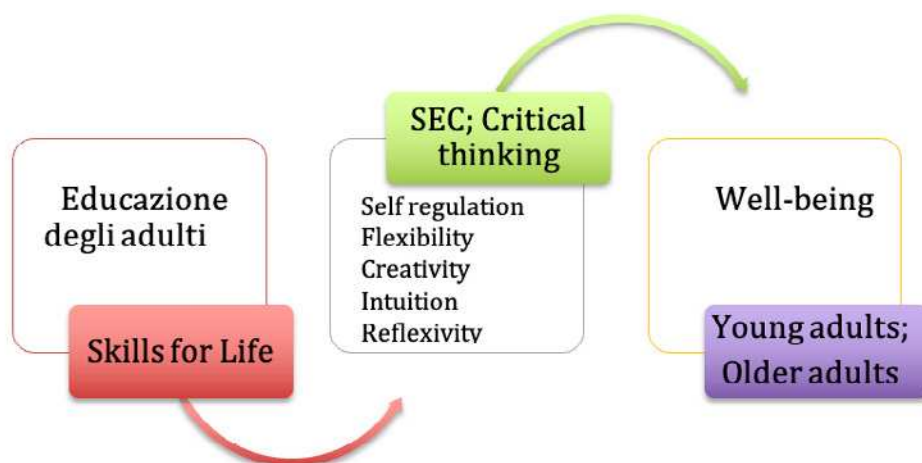 Educazione
degli adulti
Skills for Life
SEC; Critical
thinking
Self regulation
Flexibility
Creativity
Intuition
Reflexivity
Well-being
Young adults;
Older adults